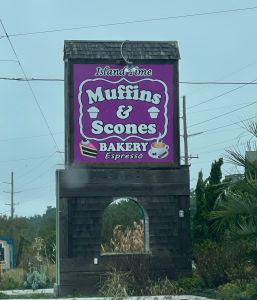 Island Time
Muffins
&
Scones
BAKERY
Espresso